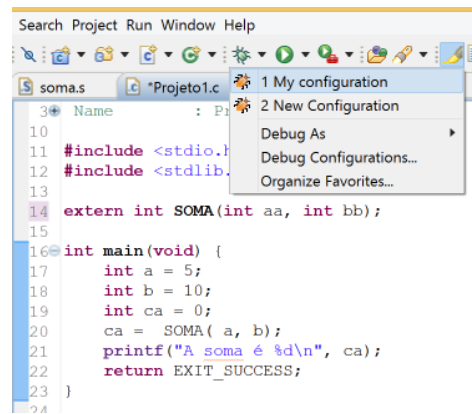 Search Project Run Window Help
soma.s *Projeto1.c
1 My configuration
2 New Configuration
Debug As
Debug Configurations...
Organize Favorites...
3 Name : Pr
10
11 #include <stdio.h
12 #include <stdlib.
13
14 extern int SOMA(int aa, int bb);
15
16 int main(void) {
17 int a = 5;
18 int b = 10;
19 int ca = 0;
20 ca = SOMA( a, b);
21 printf("A soma é %d\n", ca);
22 return EXIT_SUCCESS;
23 }
24